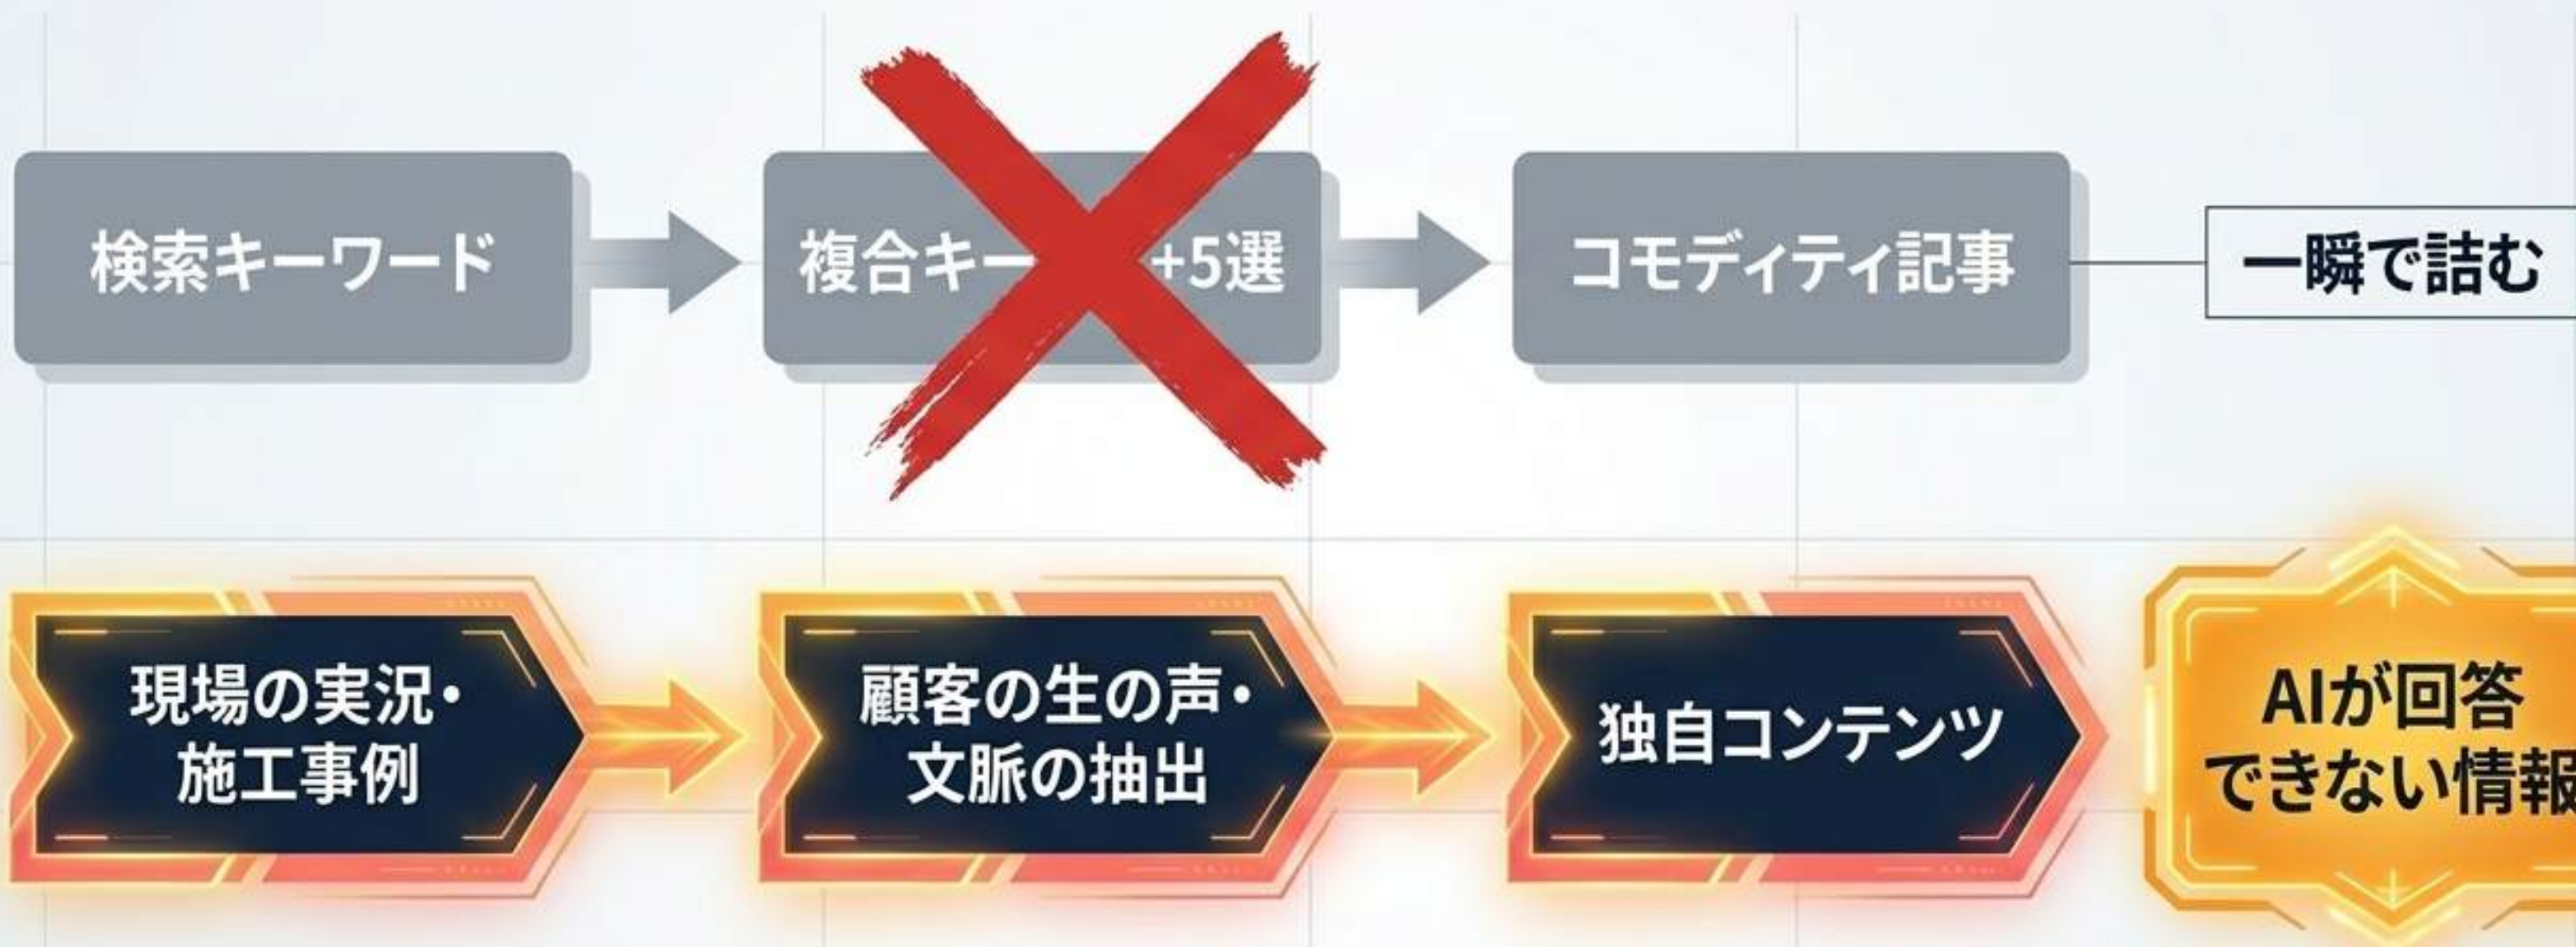 検索キーワード
複合キー
+5選
コモディティ記事
一瞬で詰む
現場の実況・
施工事例
顧客の生の声・
文脈の抽出
独自コンテンツ
AIが回答
できない情報